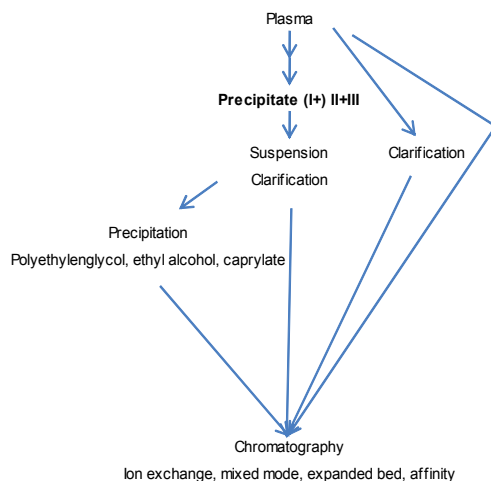 Plasma
Precipitate (I+) II+III
Suspension
Clarification
Clarification
Precipitation
Polyethylenglycol, ethyl alcohol, caprylate
Chromatography
Ion exchange, mixed mode, expanded bed, affinity